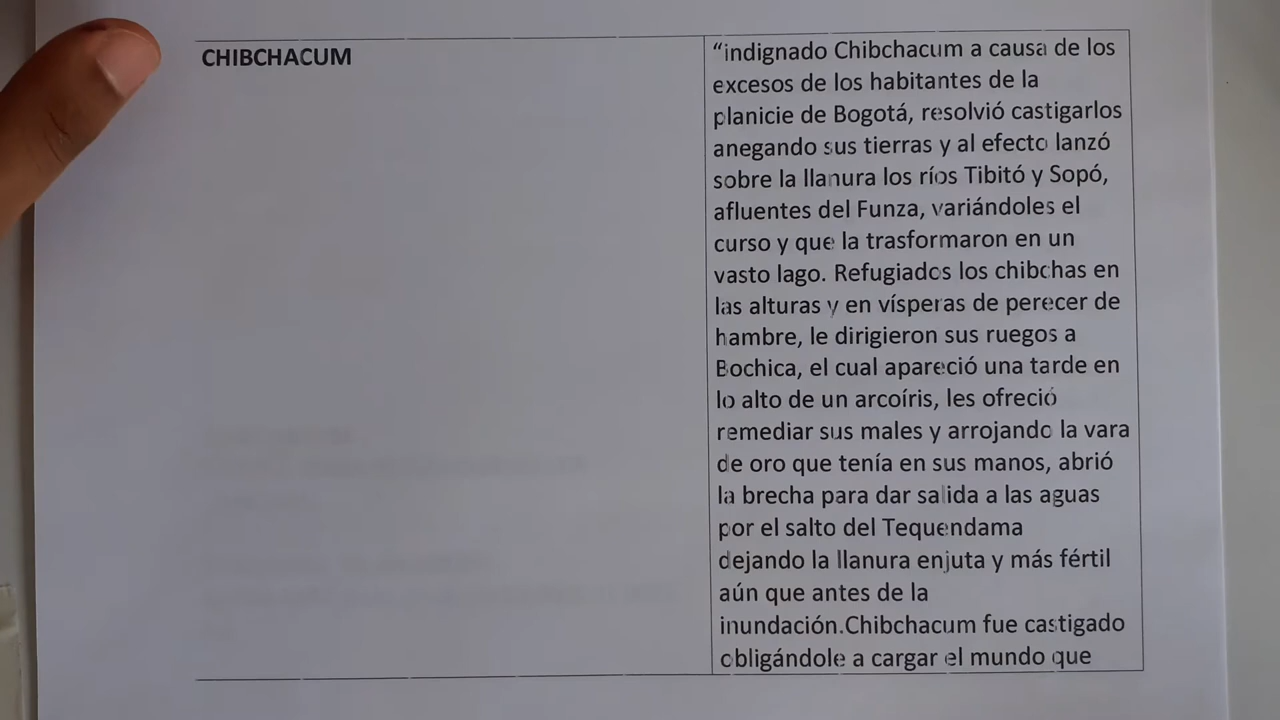 CHIBCHACUM
“indignado Chibchacum a causa de los
excesos de los habitantes de la
planicie de Bogotá, resolvió castigarlos
anegando sus tierras y al efecto lanzó
sobre la llanura los ríos Tibitó y Sopó,
afluentes del Funza, variándoles el
curso y que la trasformaron en un
vasto lago. Refugiados los chibchas en
las alturas y en vísperas de perecer de
hambre, le dirigieron sus ruegos a
Bochica, el cual apareció una tarde en
lo alto de un arcoíris, les ofreció
remediar sus males y arrojando la vara
de oro que tenía en sus manos, abrió
la brecha para dar salida a las aguas
por el salto del Tequendama
dejando la llanura enjuta y más fértil
aún que antes de la
inundación.Chibchacum fue castigado
obligándole a cargar el mundo que